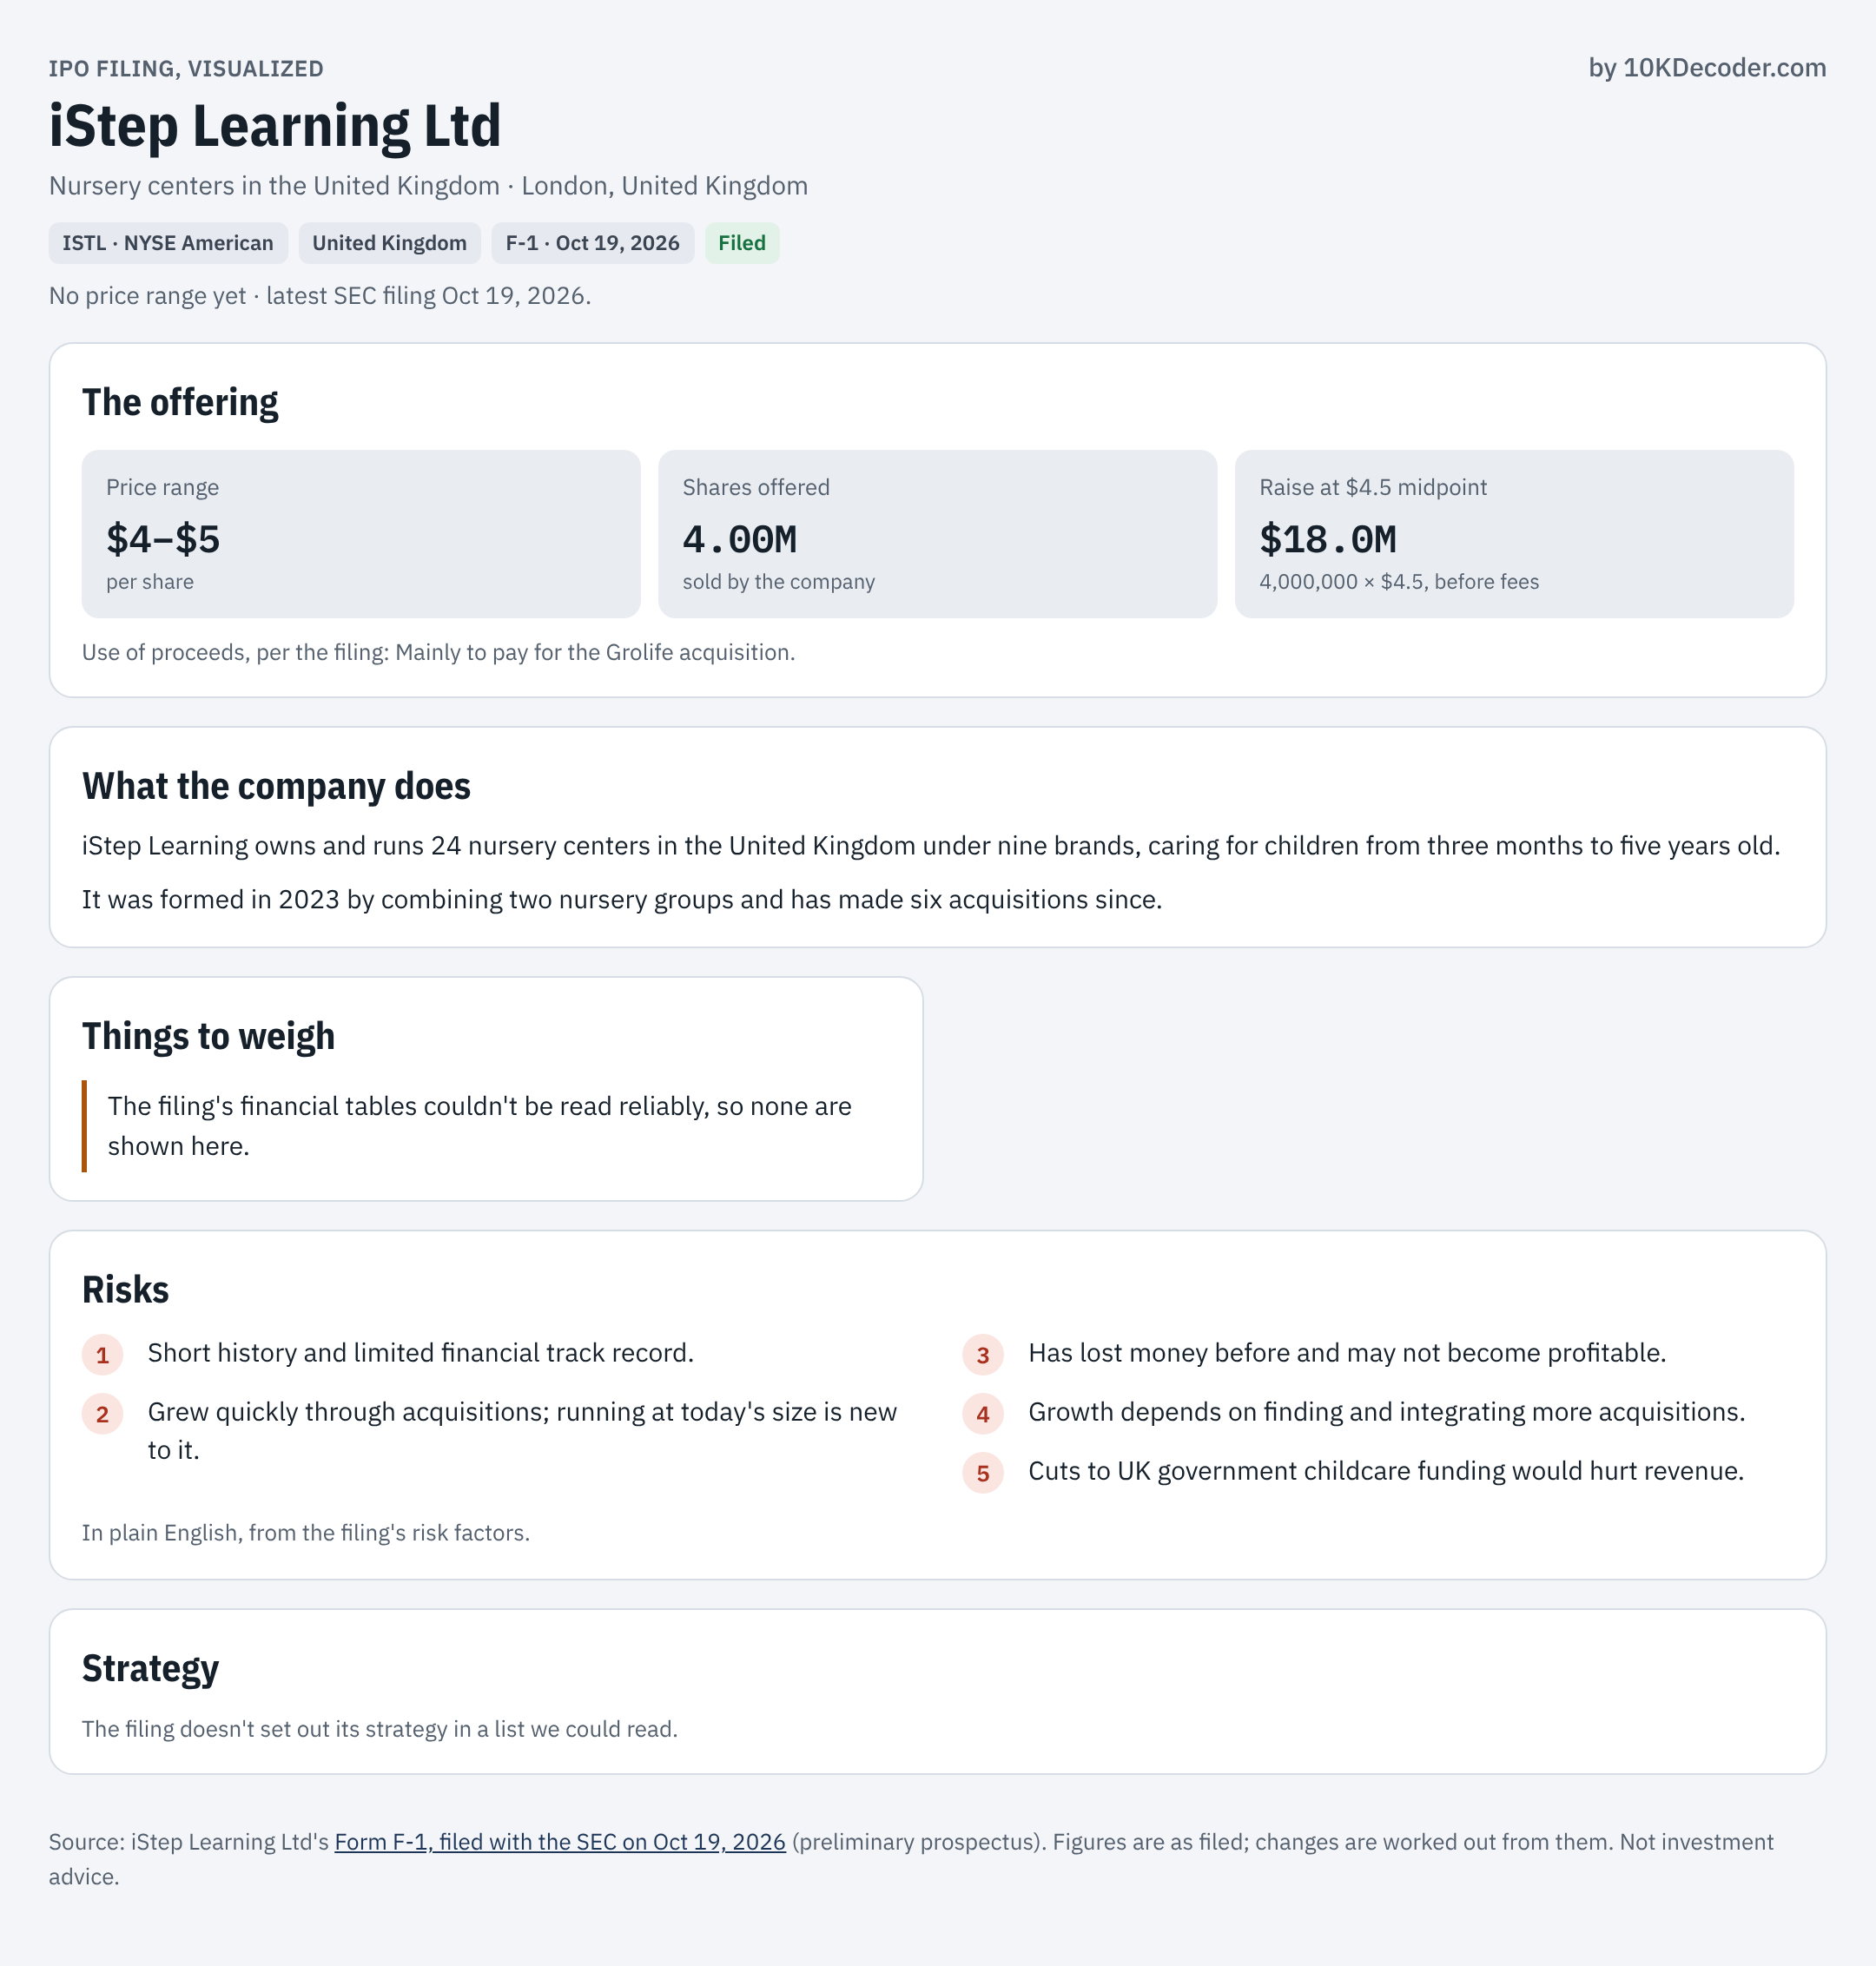 IPO FILING, VISUALIZED
by 10KDecoder.com
iStep Learning Ltd
Nursery centers in the United Kingdom · London, United Kingdom
ISTL · NYSE American
United Kingdom
F-1 · Oct 19, 2026
Filed
No price range yet · latest SEC filing Oct 19, 2026.
The offering
Price range
$4–$5
per share
Shares offered
4.00M
sold by the company
Raise at $4.5 midpoint
$18.0M
4,000,000 × $4.5, before fees
Use of proceeds, per the filing: Mainly to pay for the Grolife acquisition.
What the company does
iStep Learning owns and runs 24 nursery centers in the United Kingdom under nine brands, caring for children from three months to five years old.
It was formed in 2023 by combining two nursery groups and has made six acquisitions since.
Things to weigh
The filing's financial tables couldn't be read reliably, so none are
shown here.
Risks
1 Short history and limited financial track record.
2 Grew quickly through acquisitions; running at today's size is new
to it.
3 Has lost money before and may not become profitable.
4 Growth depends on finding and integrating more acquisitions.
5 Cuts to UK government childcare funding would hurt revenue.
In plain English, from the filing's risk factors.
Strategy
The filing doesn't set out its strategy in a list we could read.
Source: iStep Learning Ltd's Form F-1, filed with the SEC on Oct 19, 2026 (preliminary prospectus). Figures are as filed; changes are worked out from them. Not investment
advice.